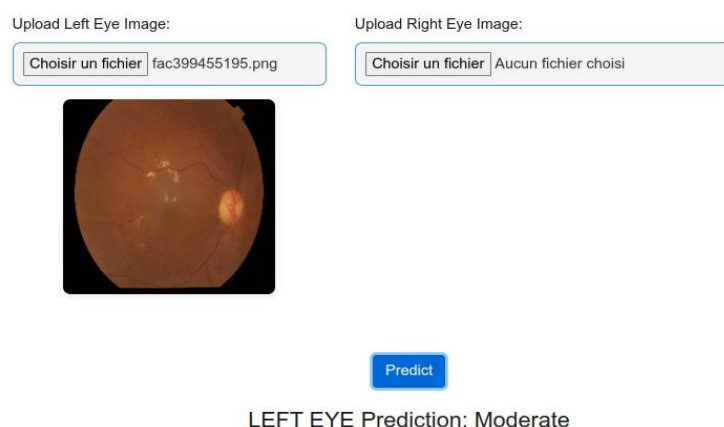 Upload Left Eye Image:
Upload Right Eye Image:
Choisir un fichier fac399455195.png
Choisir un fichier Aucun fichier choisi
Predict
LEFT EYE Prediction: Moderate